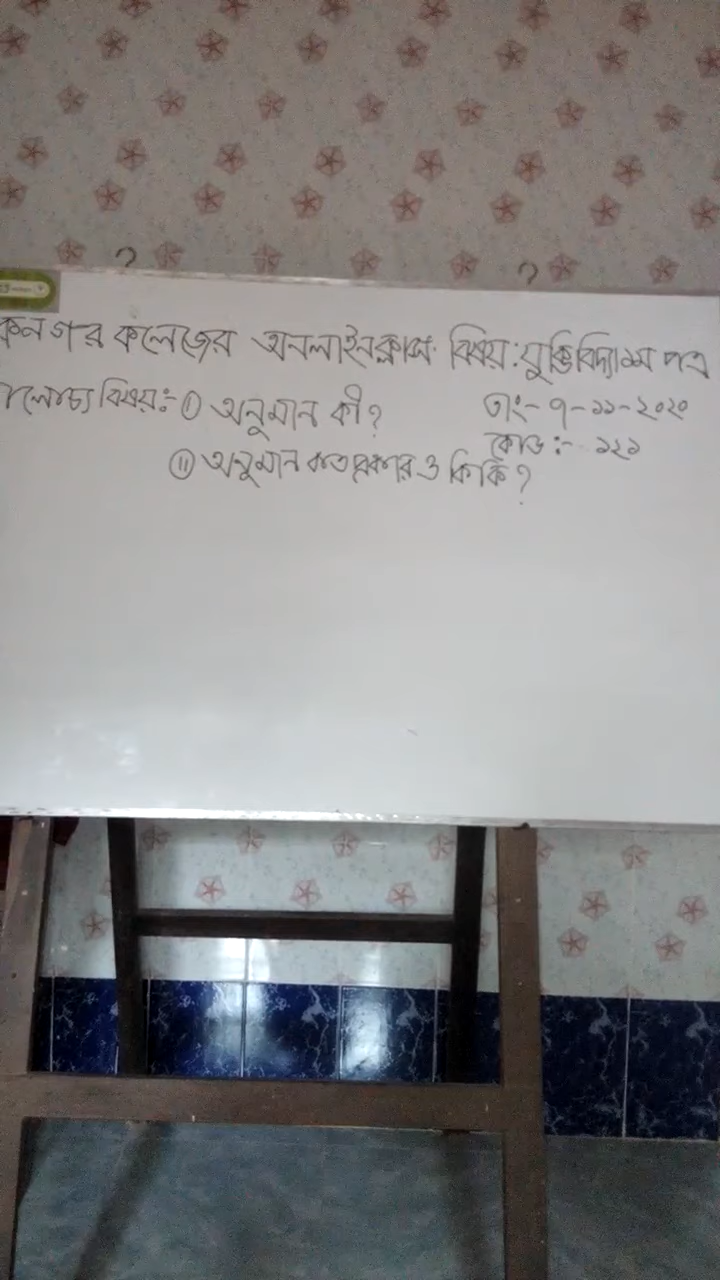 কনগর কলেজের অনলাইনক্লাস বিষয়:যুক্তিবিদ্যা ১ম পত্র
লোচ্য বিষয়:- (i) অনুমান কী?
তাং:- ৭-১১-২০২০
কোড :- ১২১
(ii) অনুমান কত প্রকার ও কি কি?